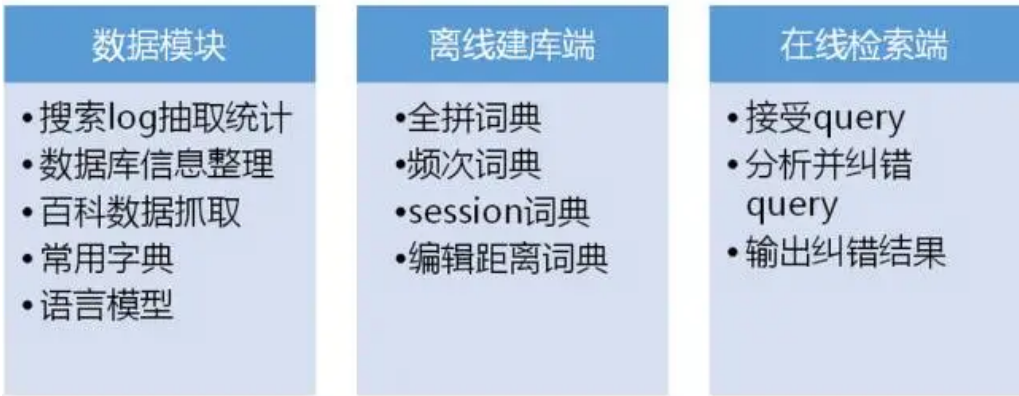 数据模块
•搜索log抽取统计
•数据库信息整理
•百科数据抓取
•常用字典
•语言模型
离线建库端
•全拼词典
•频次词典
•session词典
•编辑距离词典
在线检索端
•接受query
•分析并纠错
query
•输出纠错结果